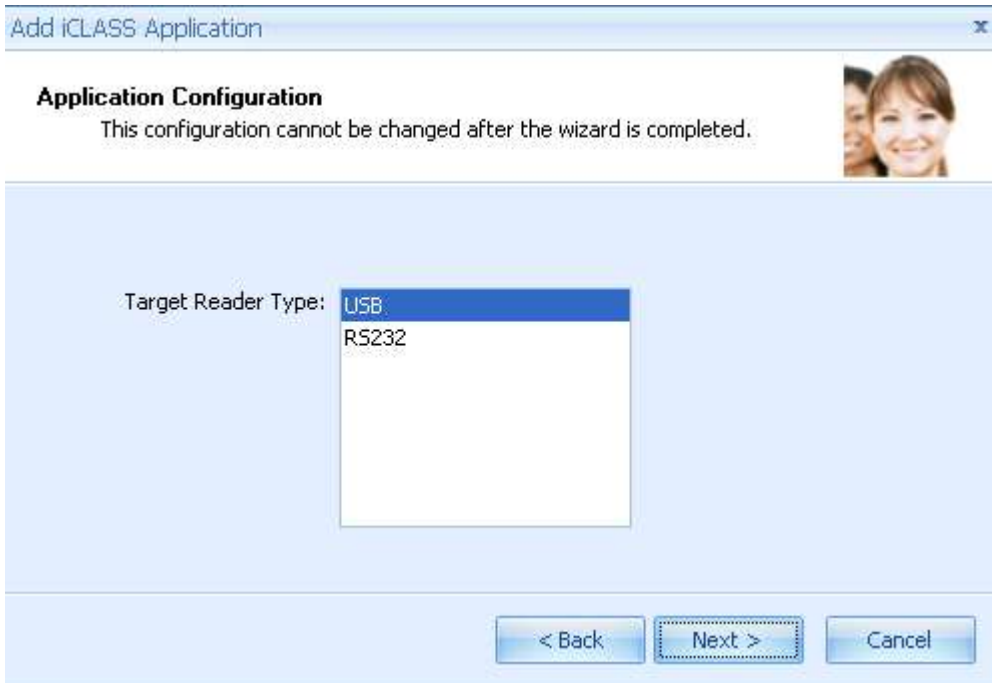 Add iCLASS Application
x
Application Configuration
This configuration cannot be changed after the wizard is completed.
Target Reader Type:
USB
RS232
< Back
Next >
Cancel